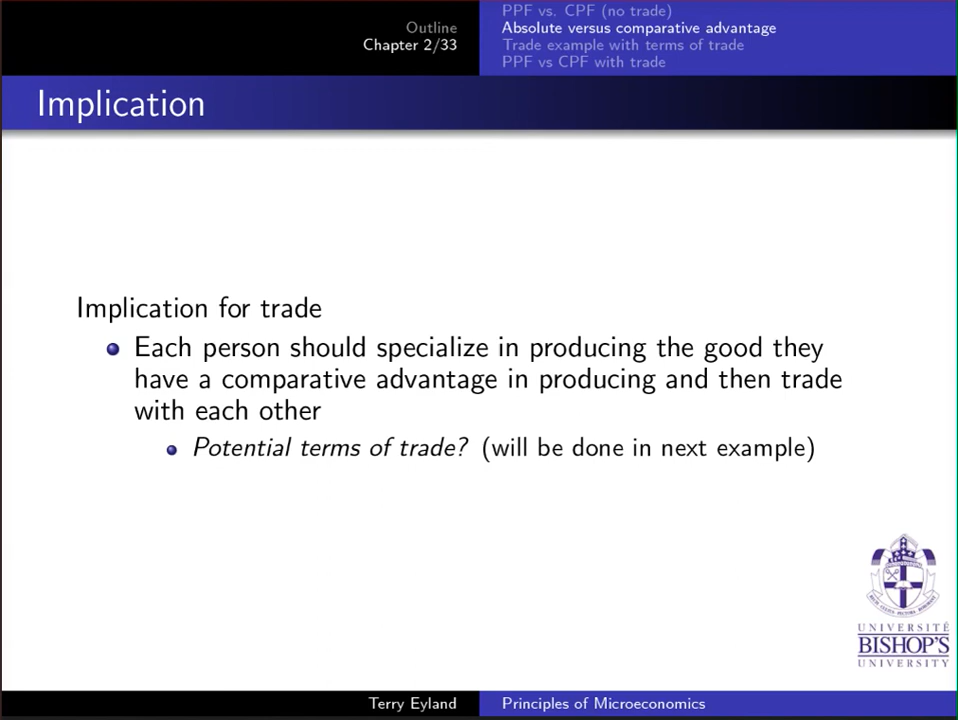 Outline
Chapter 2/33
PPF vs. CPF (no trade)
Absolute versus comparative advantage
Trade example with terms of trade
PPF vs CPF with trade
Implication
Implication for trade
Each person should specialize in producing the good they
have a comparative advantage in producing and then trade
with each other
Potential terms of trade? (will be done in next example)
UNIVERSITÉ
BISHOP'S
UNIVERSITY
Terry Eyland
Principles of Microeconomics